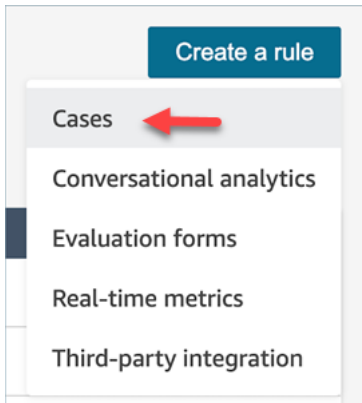 Create a rule
Cases
Conversational analytics
Evaluation forms
Real-time metrics
Third-party integration